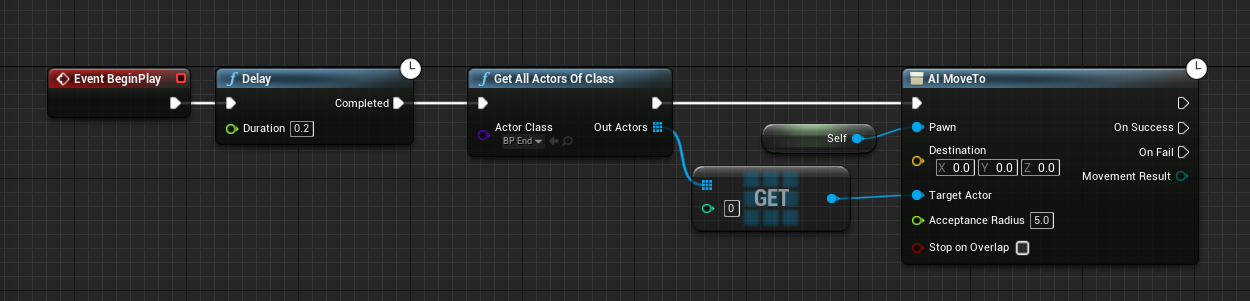 Event BeginPlay
Delay
Completed
Duration 0.2
Get All Actors Of Class
Actor Class
BP End
Out Actors
Self
0
GET
AI MoveTo
Pawn
On Success
Destination
X 0.0 Y 0.0 Z 0.0
On Fail
Movement Result
Target Actor
Acceptance Radius 5.0
Stop on Overlap